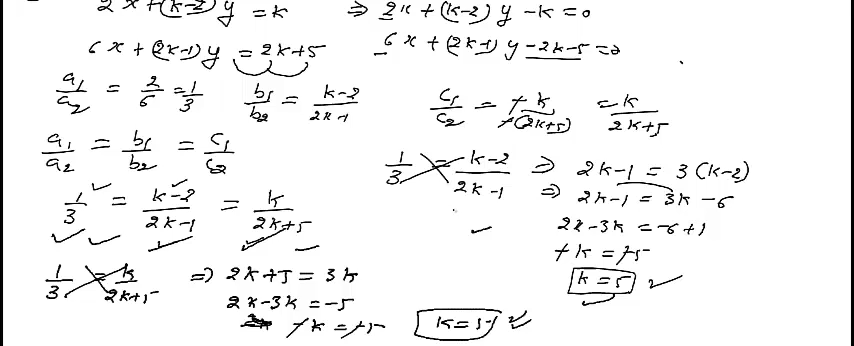 2x + (k-2) y = k ⇒ 2x + (k-2) y - k = 0
6x + (2k-1) y = 2k+5 6x + (2k-1) y - 2k - 5 = 0
a1/a2 = 2/6 = 1/3 b1/b2 = k-2/2k-1 c1/c2 = -k/-(2k+5) = k/2k+5
a1/a2 = b1/b2 = c1/c2
1/3 = k-2/2k-1 ⇒ 2k-1 = 3(k-2)
⇒ 2k-1 = 3k-6
2k-3k = -6+1
-k = -5
k = 5
1/3 = k-2/2k-1 = k/2k+5
1/3 = k/2k+5 ⇒ 2k+5 = 3k
2k-3k = -5
-k = -5 k = 5